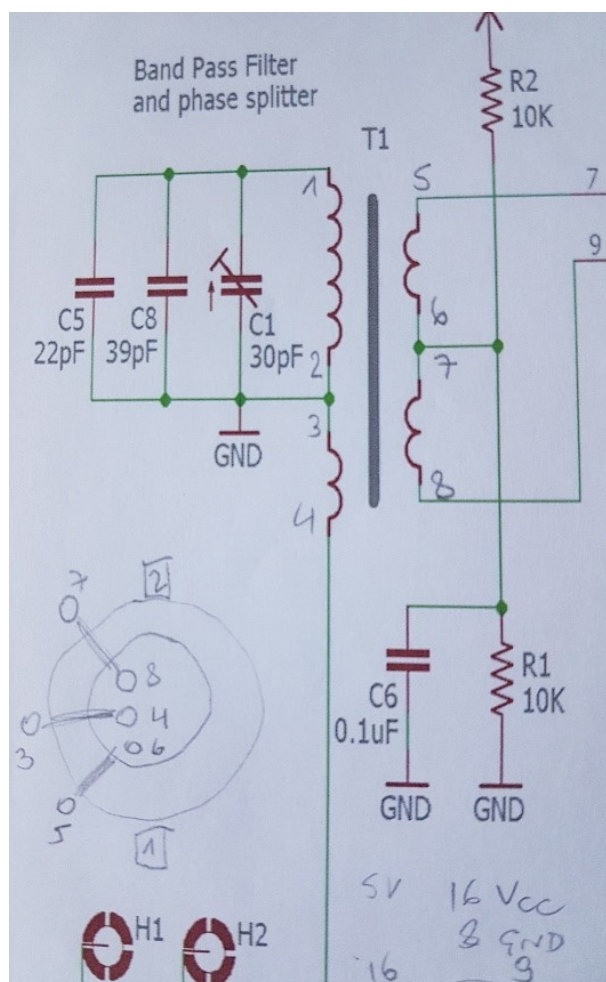 Band Pass Filter
and phase splitter
R2
10K
T1
1
5
7
9
C5
22pF
C8
39pF
C1
30pF
2
6
7
GND
3
4
8
7
2
8
4
6
3
5
1
C6
0.1uF
R1
10K
GND
GND
5V 16 VCC
8 GND
16 9
H1
H2